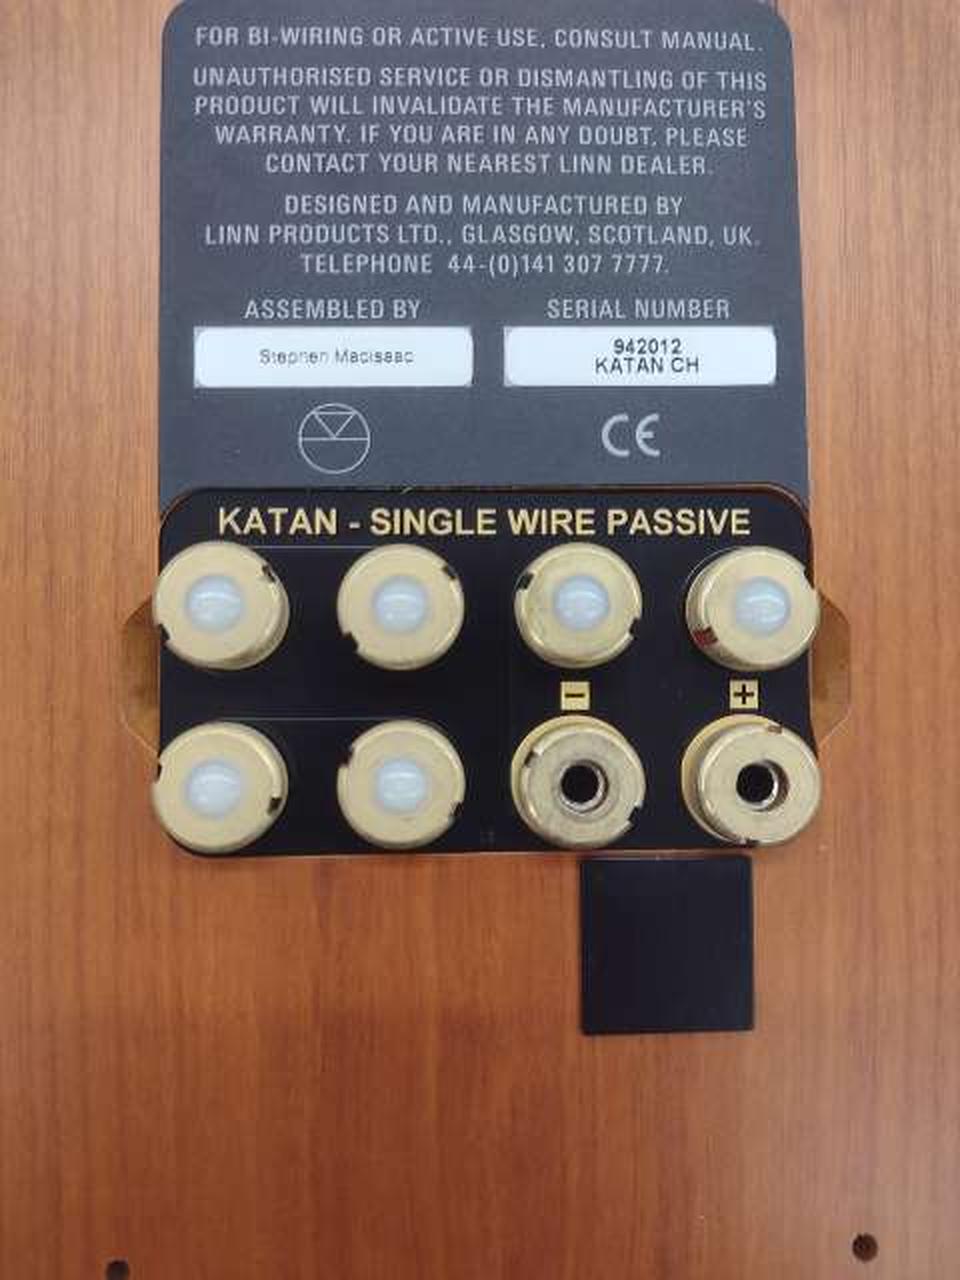 FOR BI-WIRING OR ACTIVE USE, CONSULT MANUAL.
UNAUTHORISED SERVICE OR DISMANTLING OF THIS
PRODUCT WILL INVALIDATE THE MANUFACTURER'S
WARRANTY. IF YOU ARE IN ANY DOUBT, PLEASE
CONTACT YOUR NEAREST LINN DEALER.
DESIGNED AND MANUFACTURED BY
LINN PRODUCTS LTD., GLASGOW, SCOTLAND, UK.
TELEPHONE 44-(0)141 307 7777.
ASSEMBLED BY
SERIAL NUMBER
Stephen MacIsaac
942012
KATAN CH
CE
KATAN - SINGLE WIRE PASSIVE
- +